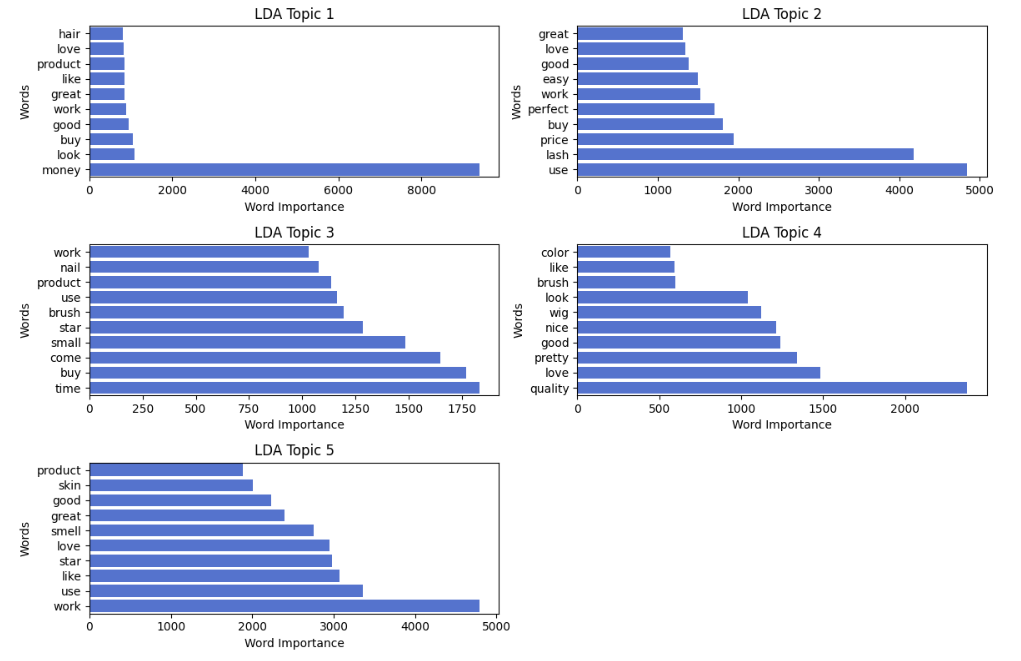 LDA Topic 1
Words
hair
love
product
like
great
work
good
buy
look
money
0 2000 4000 6000 8000
Word Importance
LDA Topic 2
Words
great
love
good
easy
work
perfect
buy
price
lash
use
0 1000 2000 3000 4000 5000
Word Importance
LDA Topic 3
Words
work
nail
product
use
brush
star
small
come
buy
time
0 250 500 750 1000 1250 1500 1750
Word Importance
LDA Topic 4
Words
color
like
brush
look
wig
nice
good
pretty
love
quality
0 500 1000 1500 2000
Word Importance
LDA Topic 5
Words
product
skin
good
great
smell
love
star
like
use
work
0 1000 2000 3000 4000 5000
Word Importance